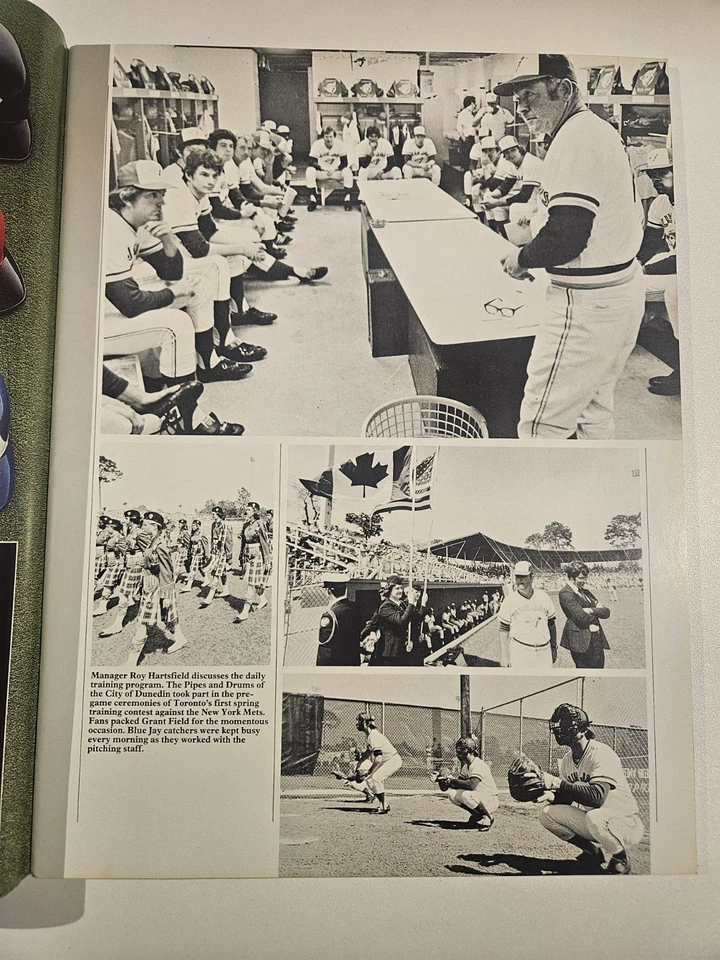 Manager Roy Hartsfield discusses the daily
training program. The Pipes and Drums of
the City of Dunedin took part in the pre-
game ceremonies of Toronto's first spring
training contest against the New York Mets.
Fans packed Grant Field for the momentous
occasion. Blue Jay catchers were kept busy
every morning as they worked with the
pitching staff.